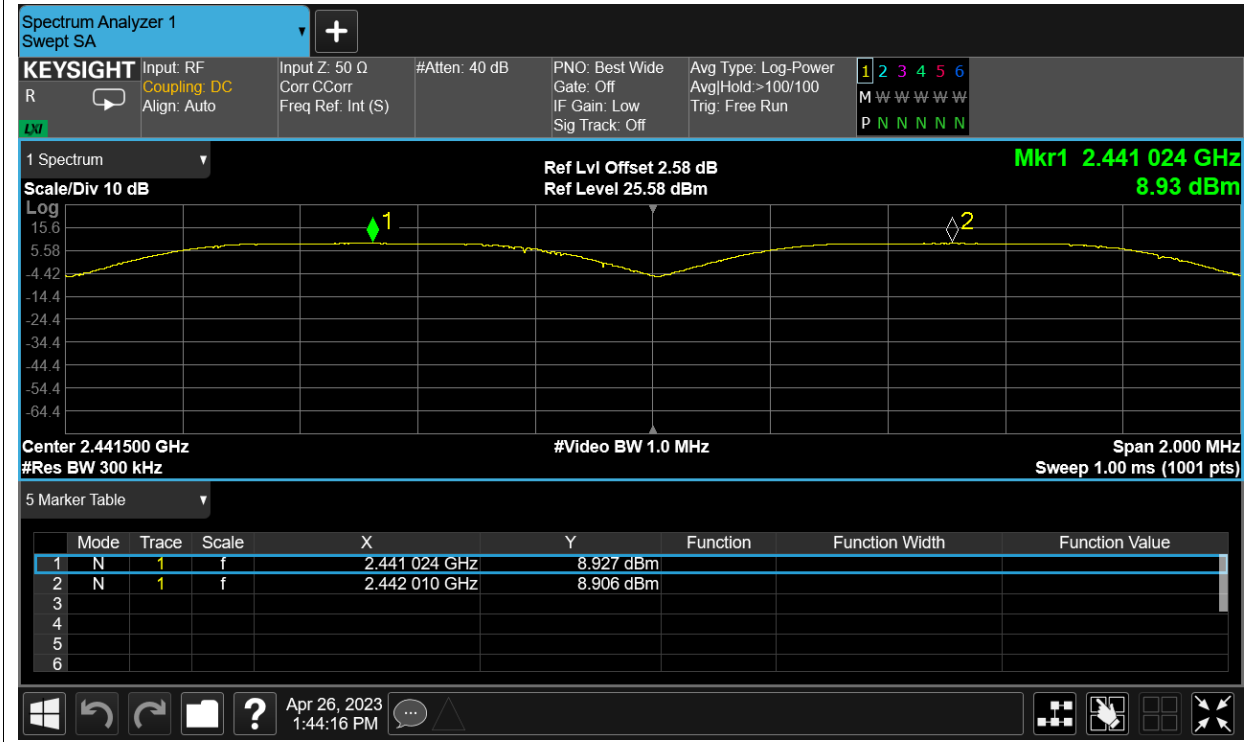 Spectrum Analyzer 1
Swept SA
+
KEYSIGHT Input: RF Input Z: 50 Ω #Atten: 40 dB PNO: Best Wide Avg Type: Log-Power 1 2 3 4 5 6
R Coupling: DC Corr CCorr Gate: Off Avg|Hold:>100/100 M W W W W W
Align: Auto Freq Ref: Int (S) IF Gain: Low Trig: Free Run
LXI Sig Track: Off P N N N N N
1 Spectrum
Ref Lvl Offset 2.58 dB Mkr1 2.441 024 GHz
Scale/Div 10 dB Ref Level 25.58 dBm 8.93 dBm
Log
1 2
15.6
5.58
-4.42
-14.4
-24.4
-34.4
-44.4
-54.4
-64.4
Center 2.441500 GHz #Video BW 1.0 MHz Span 2.000 MHz
#Res BW 300 kHz Sweep 1.00 ms (1001 pts)
5 Marker Table
Mode Trace Scale X Y Function Function Width Function Value
1 N 1 f 2.441 024 GHz 8.927 dBm
2 N 1 f 2.442 010 GHz 8.906 dBm
3
4
5
6
? Apr 26, 2023
1:44:16 PM